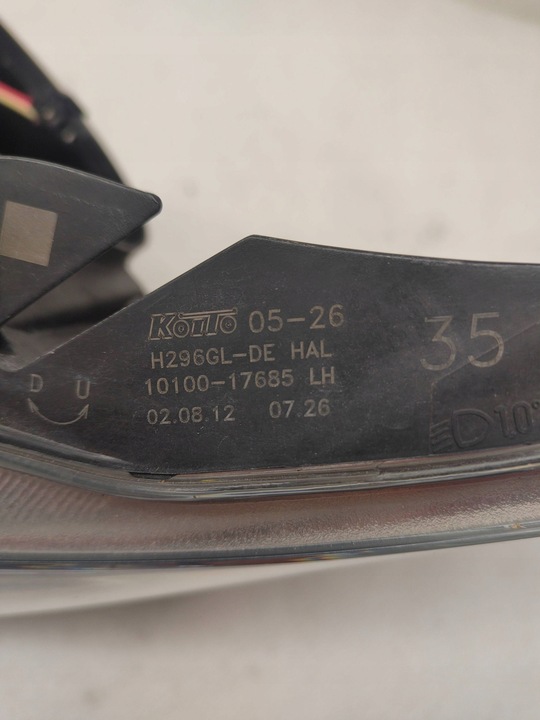 KOITO 05-26
35
H296GL-DE HAL
10100-17685 LH
D U
02.08.12 07.26